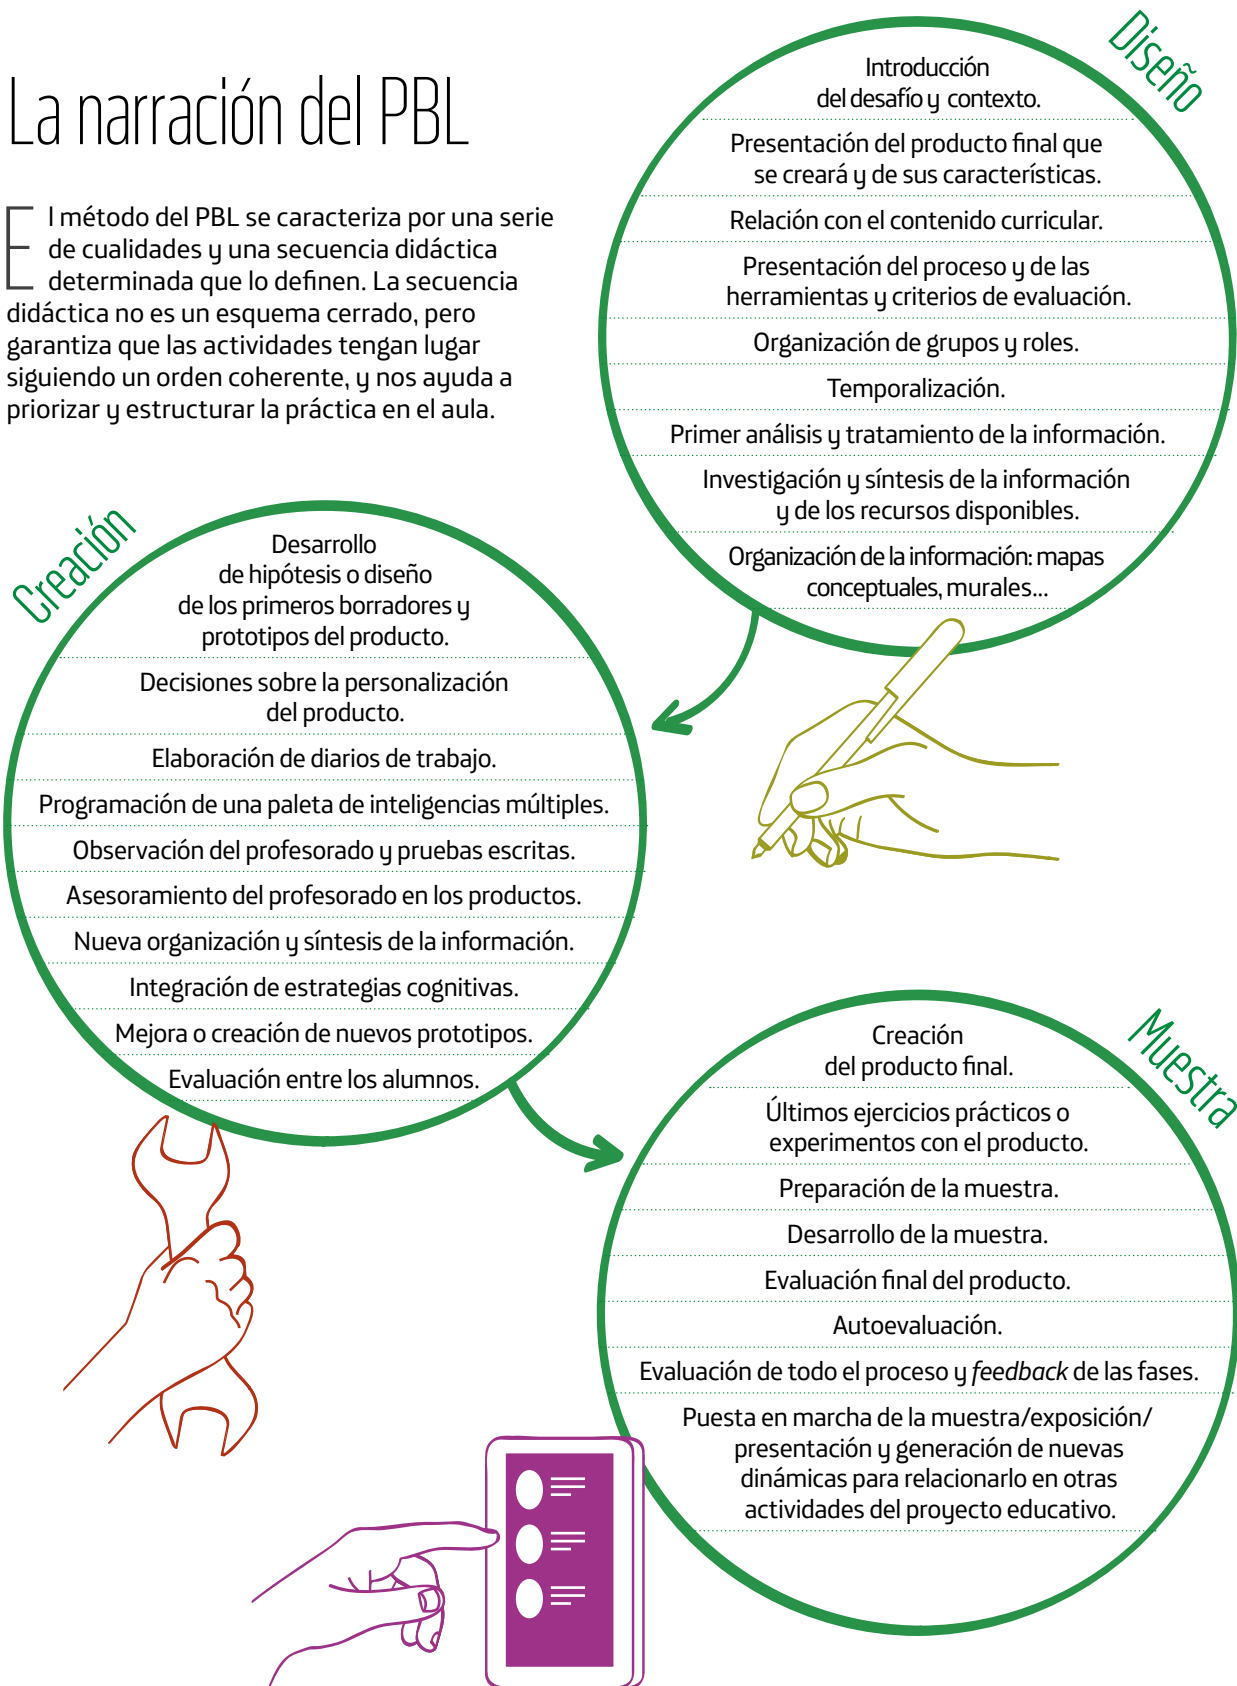 La narración del PBL
El método del PBL se caracteriza por una serie
de cualidades y una secuencia didáctica
determinada que lo definen. La secuencia
didáctica no es un esquema cerrado, pero
garantiza que las actividades tengan lugar
siguiendo un orden coherente, y nos ayuda a
priorizar y estructurar la práctica en el aula.
Diseño
Introducción
del desafío y contexto.
Presentación del producto final que
se creará y de sus características.
Relación con el contenido curricular.
Presentación del proceso y de las
herramientas y criterios de evaluación.
Organización de grupos y roles.
Temporalización.
Primer análisis y tratamiento de la información.
Investigación y síntesis de la información
y de los recursos disponibles.
Organización de la información: mapas
conceptuales, murales...
Creación
Desarrollo
de hipótesis o diseño
de los primeros borradores y
prototipos del producto.
Decisiones sobre la personalización
del producto.
Elaboración de diarios de trabajo.
Programación de una paleta de inteligencias múltiples.
Observación del profesorado y pruebas escritas.
Asesoramiento del profesorado en los productos.
Nueva organización y síntesis de la información.
Integración de estrategias cognitivas.
Mejora o creación de nuevos prototipos.
Evaluación entre los alumnos.
Muestra
Creación
del producto final.
Últimos ejercicios prácticos o
experimentos con el producto.
Preparación de la muestra.
Desarrollo de la muestra.
Evaluación final del producto.
Autoevaluación.
Evaluación de todo el proceso y feedback de las fases.
Puesta en marcha de la muestra/exposición/
presentación y generación de nuevas
dinámicas para relacionarlo en otras
actividades del proyecto educativo.